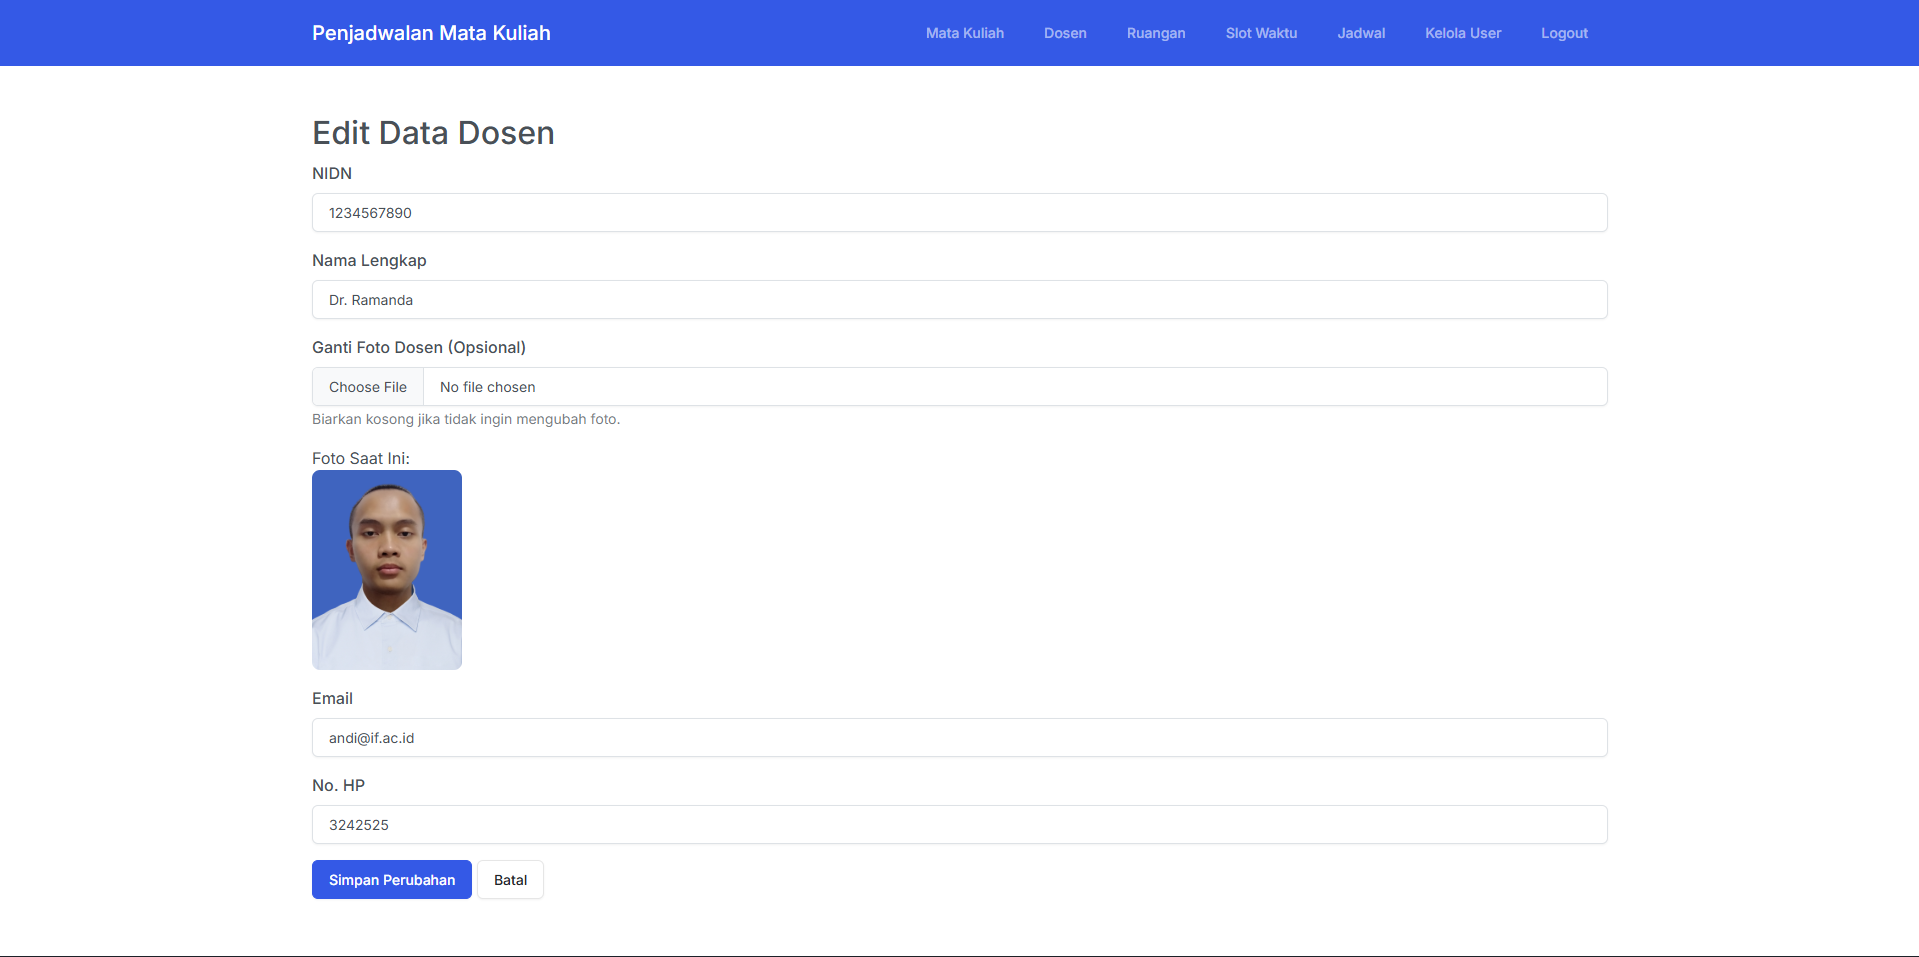 Penjadwalan Mata Kuliah
Mata Kuliah Dosen Ruangan Slot Waktu Jadwal Kelola User Logout
Edit Data Dosen
NIDN
1234567890
Nama Lengkap
Dr. Ramanda
Ganti Foto Dosen (Opsional)
Choose File No file chosen
Biarkan kosong jika tidak ingin mengubah foto.
Foto Saat Ini:
Email
andi@if.ac.id
No. HP
3242525
Simpan Perubahan Batal